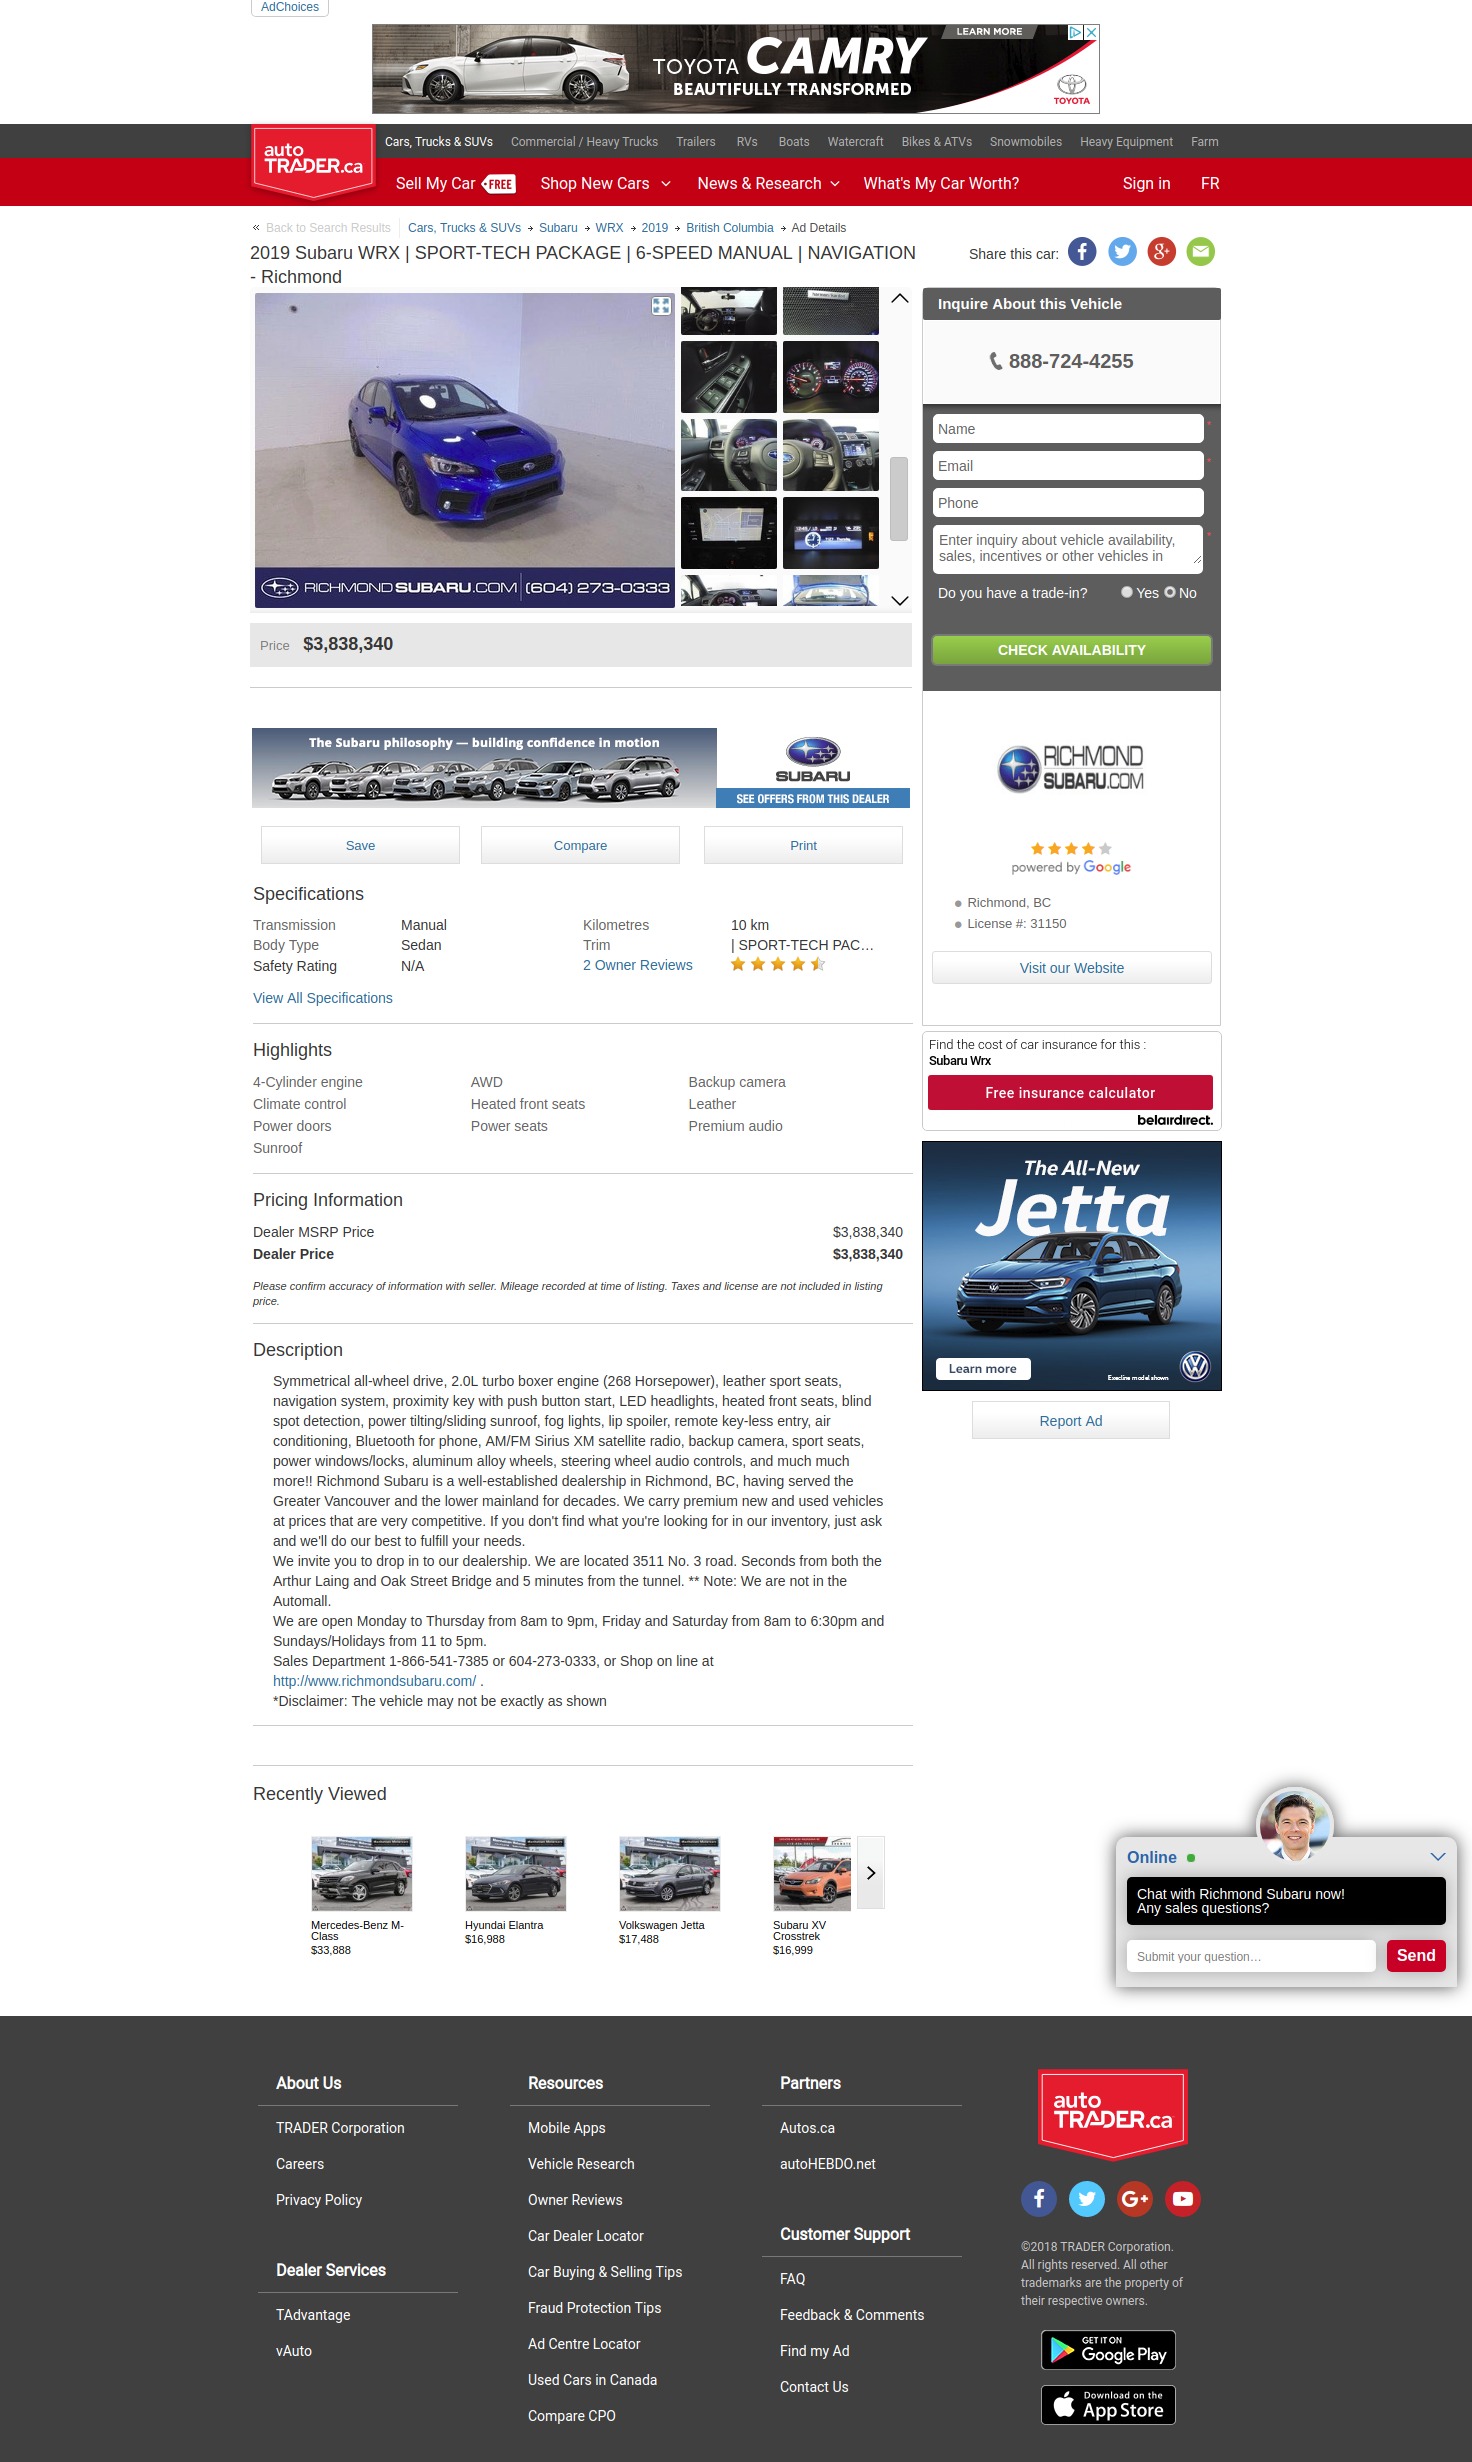 AdChoices
LEARN MORE
TOYOTA CAMRY
BEAUTIFULLY TRANSFORMED
TOYOTA
auto
TRADER.ca
Cars, Trucks & SUVs Commercial / Heavy Trucks Trailers RVs Boats Watercraft Bikes & ATVs Snowmobiles Heavy Equipment Farm
Sell My Car FREE Shop New Cars News & Research What's My Car Worth? Sign in FR
« Back to Search Results Cars, Trucks & SUVs Subaru WRX 2019 British Columbia Ad Details
2019 Subaru WRX | SPORT-TECH PACKAGE | 6-SPEED MANUAL | NAVIGATION
- Richmond
Share this car:
RICHMONDSUBARU.COM (604) 273-0333
Price $3,838,340
Inquire About this Vehicle
888-724-4255
Name *
Email *
Phone
Enter inquiry about vehicle availability, *
sales, incentives or other vehicles in
Do you have a trade-in? Yes No
CHECK AVAILABILITY
The Subaru philosophy — building confidence in motion
SUBARU
SEE OFFERS FROM THIS DEALER
Save Compare Print
RICHMOND
SUBARU.COM
powered by Google
Richmond, BC
License #: 31150
Visit our Website
Specifications
Transmission Manual Kilometres 10 km
Body Type Sedan Trim | SPORT-TECH PAC…
Safety Rating N/A 2 Owner Reviews
View All Specifications
Find the cost of car insurance for this :
Subaru Wrx
Free insurance calculator
belairdirect.
Highlights
4-Cylinder engine AWD Backup camera
Climate control Heated front seats Leather
Power doors Power seats Premium audio
Sunroof
Pricing Information
Dealer MSRP Price $3,838,340
Dealer Price $3,838,340
Please confirm accuracy of information with seller. Mileage recorded at time of listing. Taxes and license are not included in listing
price.
The All-New
Jetta
Learn more
Execline model shown
Report Ad
Description
Symmetrical all-wheel drive, 2.0L turbo boxer engine (268 Horsepower), leather sport seats,
navigation system, proximity key with push button start, LED headlights, heated front seats, blind
spot detection, power tilting/sliding sunroof, fog lights, lip spoiler, remote key-less entry, air
conditioning, Bluetooth for phone, AM/FM Sirius XM satellite radio, backup camera, sport seats,
power windows/locks, aluminum alloy wheels, steering wheel audio controls, and much much
more!! Richmond Subaru is a well-established dealership in Richmond, BC, having served the
Greater Vancouver and the lower mainland for decades. We carry premium new and used vehicles
at prices that are very competitive. If you don't find what you're looking for in our inventory, just ask
and we'll do our best to fulfill your needs.
We invite you to drop in to our dealership. We are located 3511 No. 3 road. Seconds from both the
Arthur Laing and Oak Street Bridge and 5 minutes from the tunnel. ** Note: We are not in the
Automall.
We are open Monday to Thursday from 8am to 9pm, Friday and Saturday from 8am to 6:30pm and
Sundays/Holidays from 11 to 5pm.
Sales Department 1-866-541-7385 or 604-273-0333, or Shop on line at
http://www.richmondsubaru.com/ .
*Disclaimer: The vehicle may not be exactly as shown
Recently Viewed
Mercedes-Benz M-
Class
$33,888
Hyundai Elantra
$16,988
Volkswagen Jetta
$17,488
Subaru XV
Crosstrek
$16,999
Online
Chat with Richmond Subaru now!
Any sales questions?
Submit your question…
Send
About Us
TRADER Corporation
Careers
Privacy Policy
Dealer Services
TAdvantage
vAuto
Resources
Mobile Apps
Vehicle Research
Owner Reviews
Car Dealer Locator
Car Buying & Selling Tips
Fraud Protection Tips
Ad Centre Locator
Used Cars in Canada
Compare CPO
Partners
Autos.ca
autoHEBDO.net
Customer Support
FAQ
Feedback & Comments
Find my Ad
Contact Us
auto
TRADER.ca
©2018 TRADER Corporation.
All rights reserved. All other
trademarks are the property of
their respective owners.
GET IT ON
Google Play
Download on the
App Store